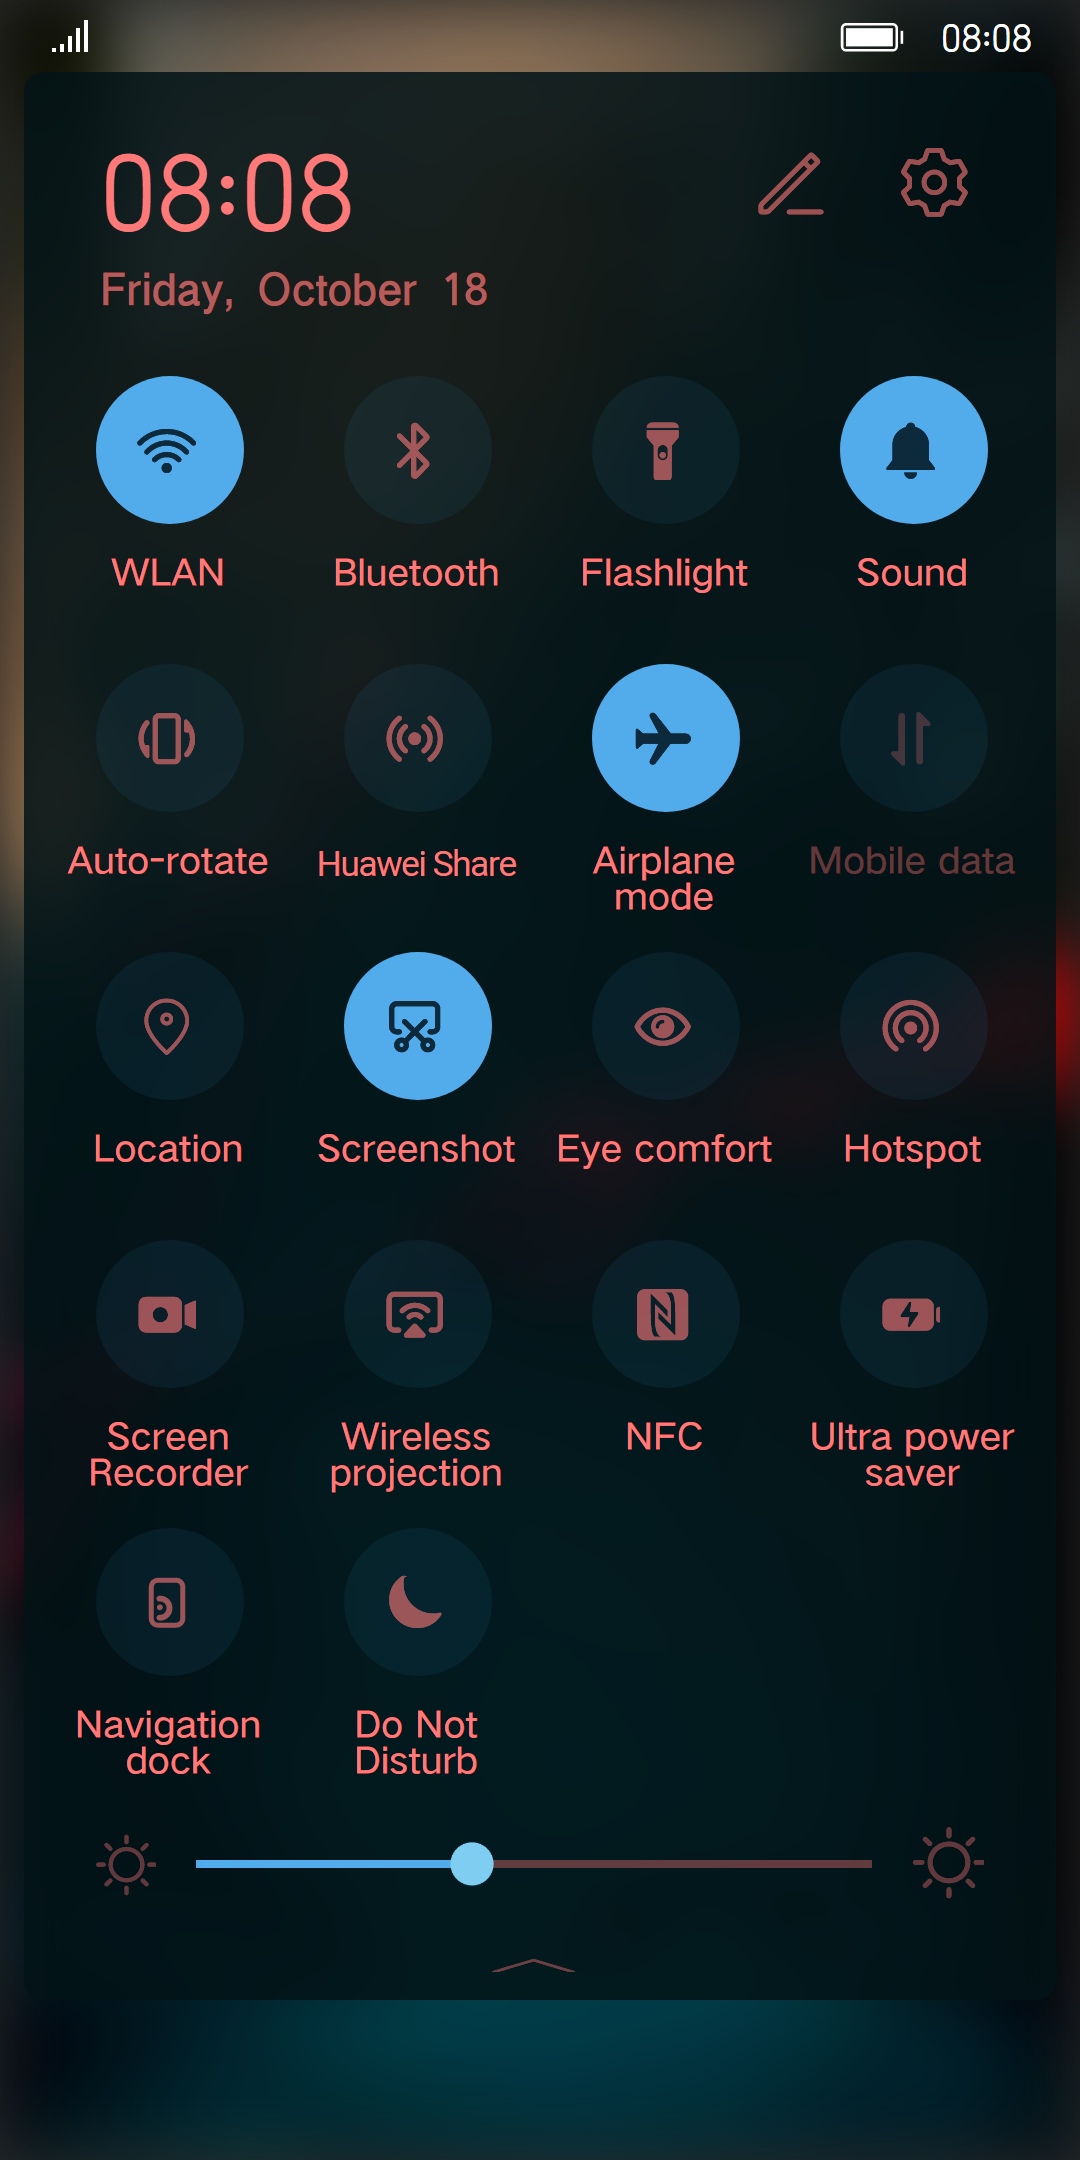 08:08
08:08
Friday, October 18
WLAN
Bluetooth
Flashlight
Sound
Auto-rotate
Huawei Share
Airplane
mode
Mobile data
Location
Screenshot
Eye comfort
Hotspot
Screen
Recorder
Wireless
projection
NFC
Ultra power
saver
Navigation
dock
Do Not
Disturb